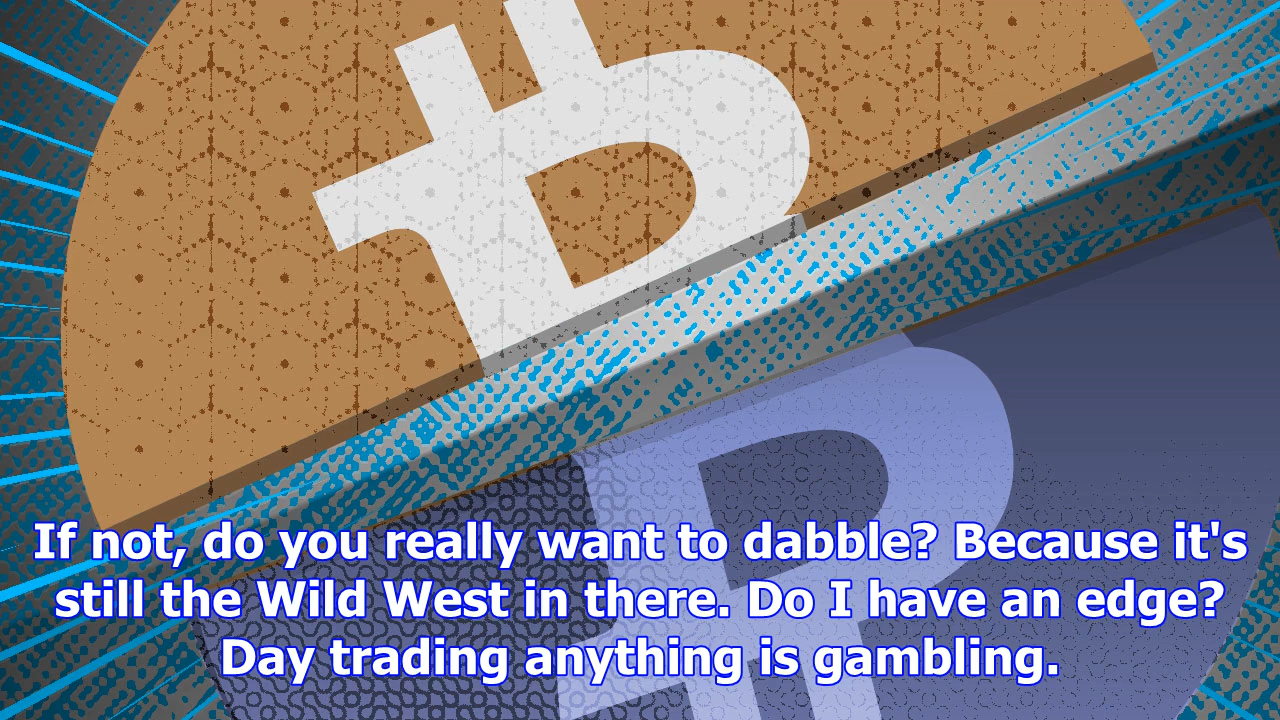 If not, do you really want to dabble? Because it's
still the Wild West in there. Do I have an edge?
Day trading anything is gambling.